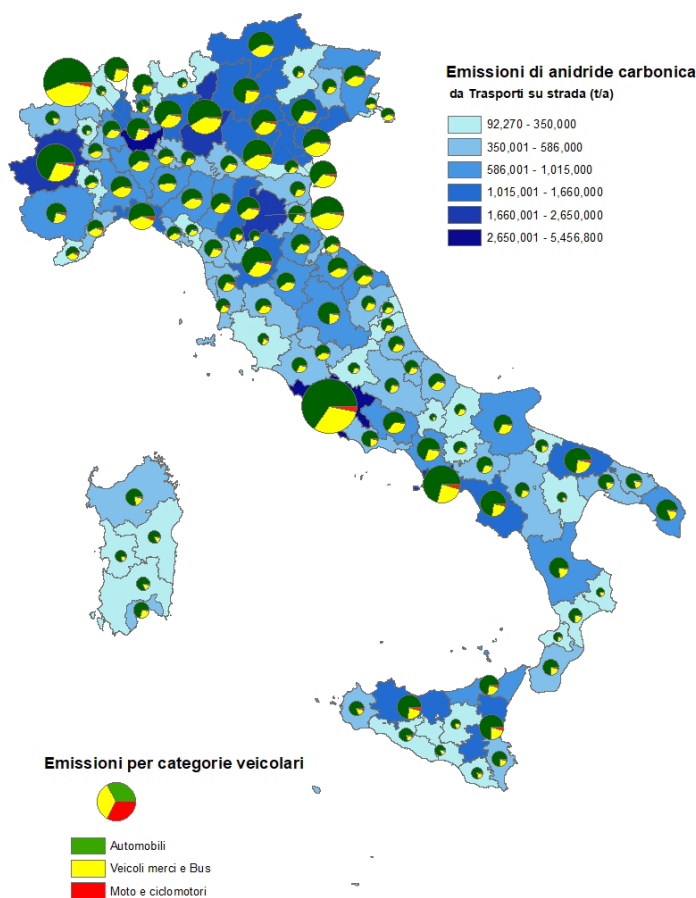 Emissioni di anidride carbonica
da Trasporti su strada (t/a)
92,270 - 350,000
350,001 - 586,000
586,001 - 1,015,000
1,015,001 - 1,660,000
1,660,001 - 2,650,000
2,650,001 - 5,456,800
Emissioni per categorie veicolari
Automobili
Veicoli merci e Bus
Moto e ciclomotori